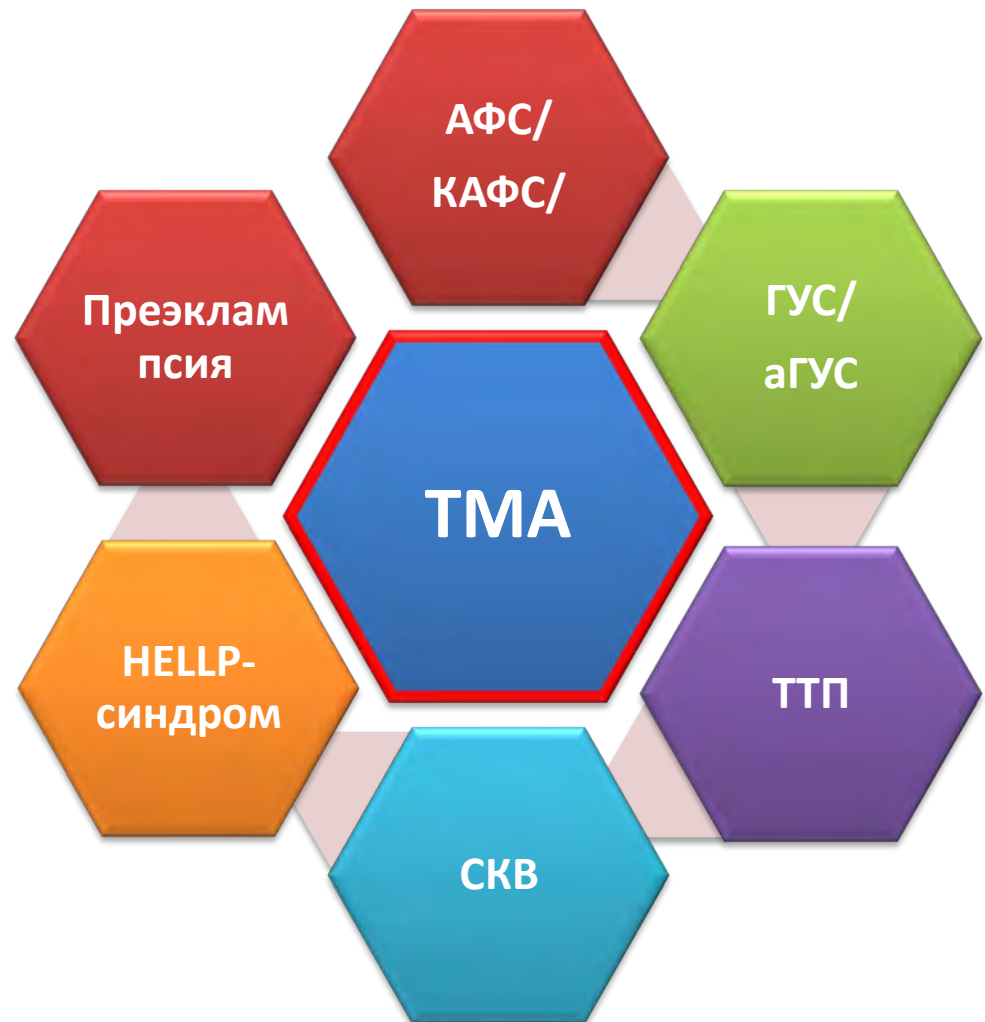 АФС/
КАФС/
ГУС/
аГУС
ТТП
СКВ
HELLP-
синдром
Преэклам
псия
ТМА